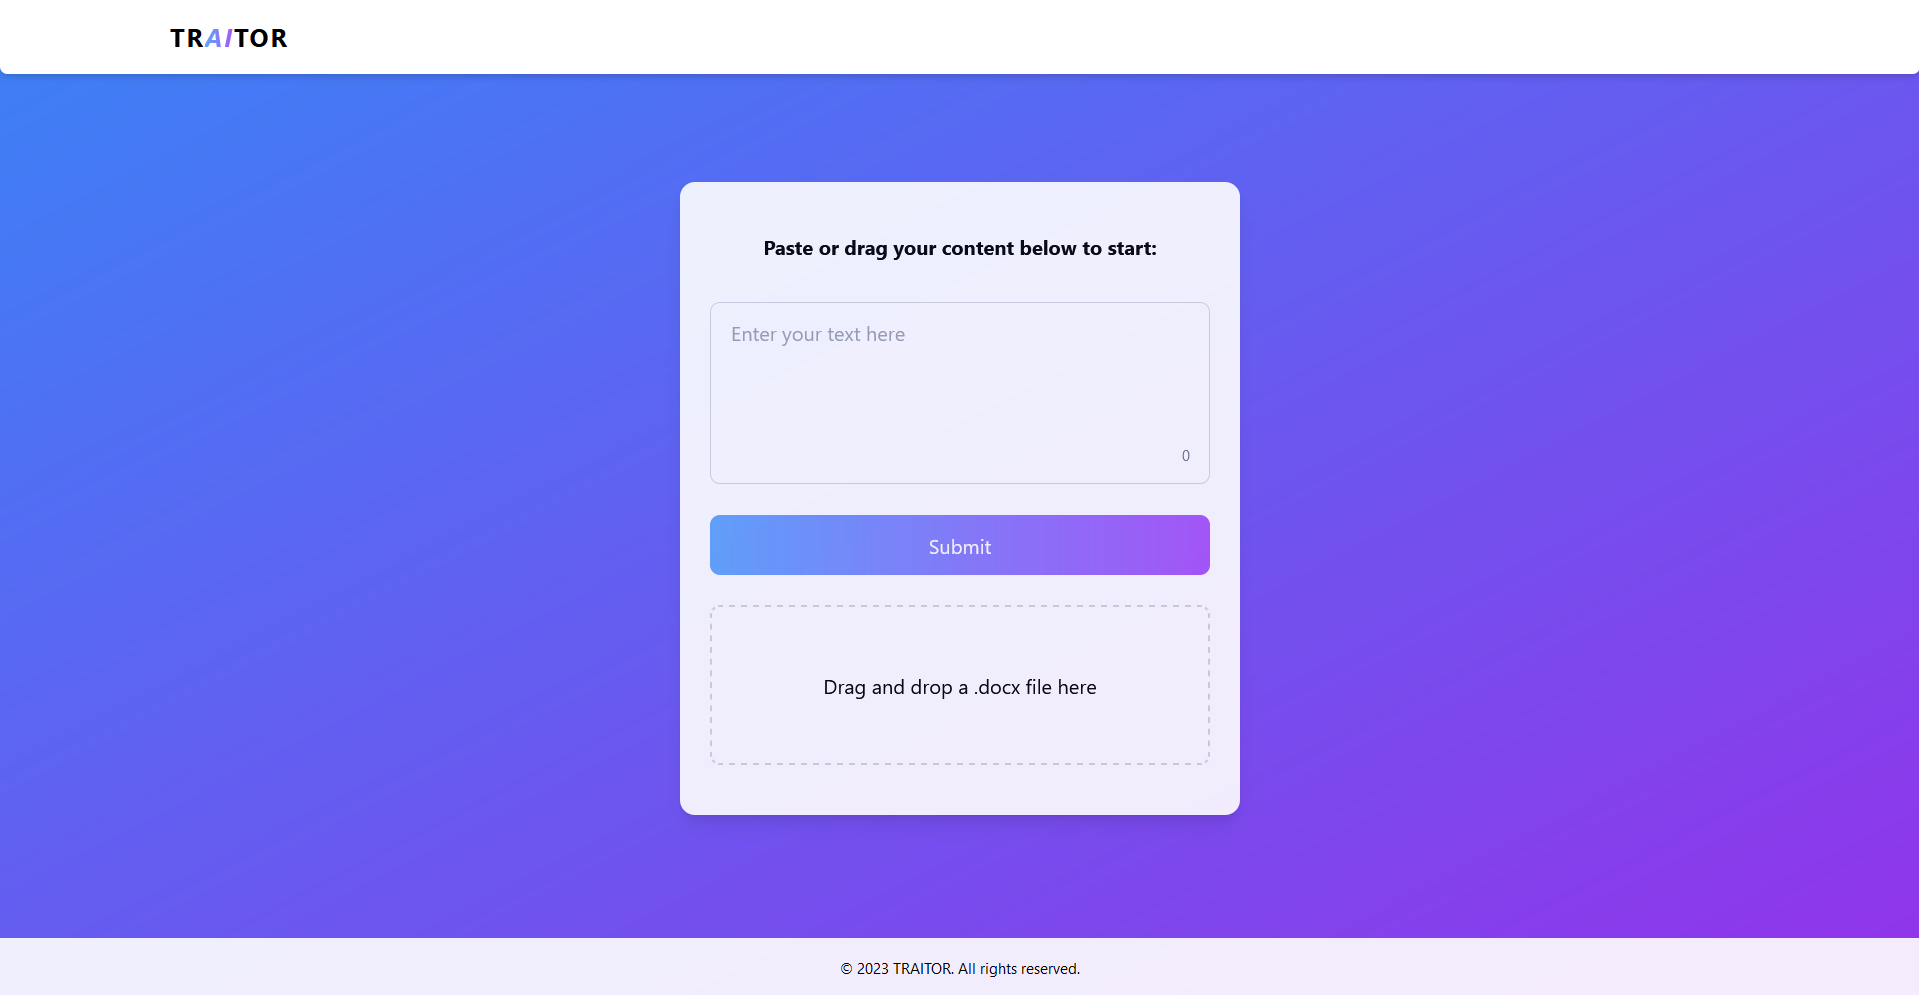 TRAITOR
Paste or drag your content below to start:
Enter your text here
0
Submit
Drag and drop a .docx file here
© 2023 TRAITOR. All rights reserved.